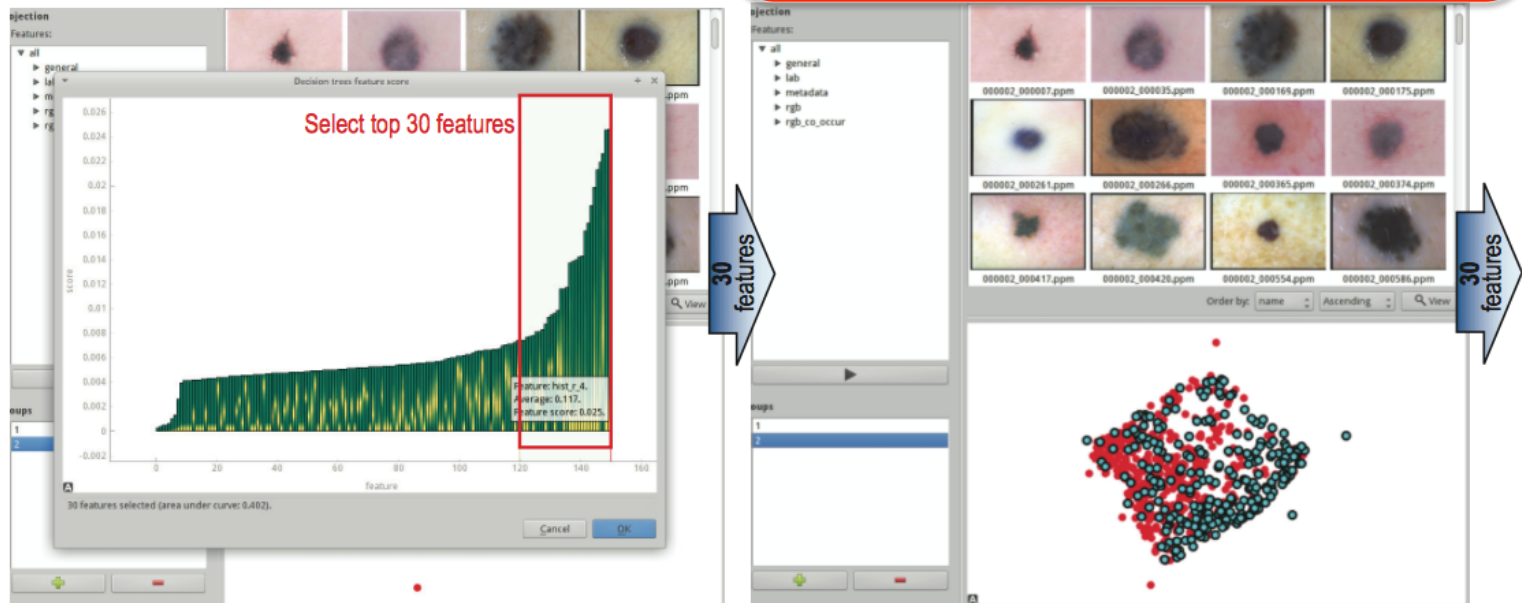 ojection
Features:
all
general
lal
m
rg
rg
Decision trees feature score
Select top 30 features
0.026
0.024
0.022
0.02
0.018
0.016
0.014
0.012
0.01
0.008
0.006
0.004
0.002
0
-0.002
score
0 20 40 60 80 100 120 140 160
feature
Feature: hist_r_4.
Average: 0.117.
Feature score: 0.025.
A
30 features selected (area under curve: 0.402).
Cancel
OK
.ppm
.ppm
.ppm
View
oups
1
2
30
features
ojection
Features:
all
general
lab
metadata
rgb
rgb_co_occur
000002_000007.ppm 000002_000035.ppm 000002_000169.ppm 000002_000175.ppm
000002_000261.ppm 000002_000266.ppm 000002_000365.ppm 000002_000374.ppm
000002_000417.ppm 000002_000420.ppm 000002_000554.ppm 000002_000586.ppm
Order by: name Ascending View
oups
1
2
A
30
features